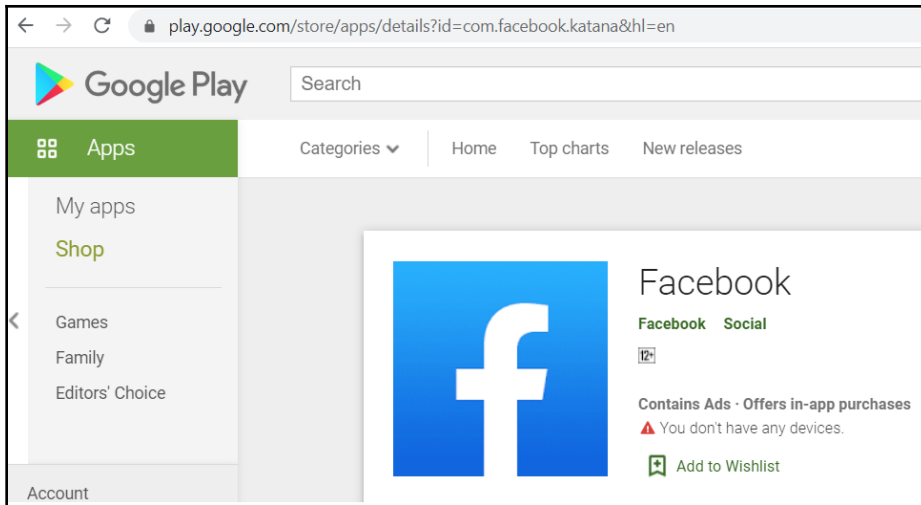 play.google.com/store/apps/details?id=com.facebook.katana&hl=en
Google Play
Search
Apps
Categories Home Top charts New releases
My apps
Shop
Games
Family
Editors' Choice
Account
f
Facebook
Facebook Social
12+
Contains Ads · Offers in-app purchases
You don't have any devices.
Add to Wishlist